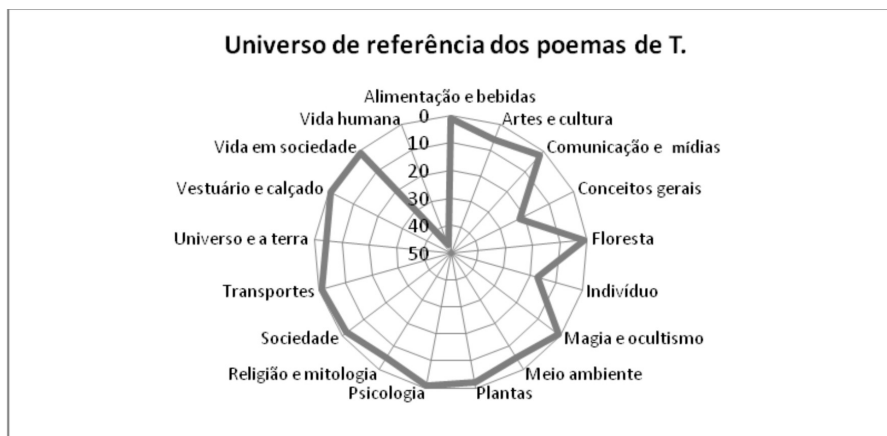 Universo de referência dos poemas de T.
Alimentação e bebidas
Vida humana
0
Artes e cultura
Vida em sociedade
10
Comunicação e mídias
20
Vestuário e calçado
30
Conceitos gerais
40
Universo e a terra
50
Floresta
Transportes
Indivíduo
Sociedade
Magia e ocultismo
Religião e mitologia
Meio ambiente
Psicologia
Plantas